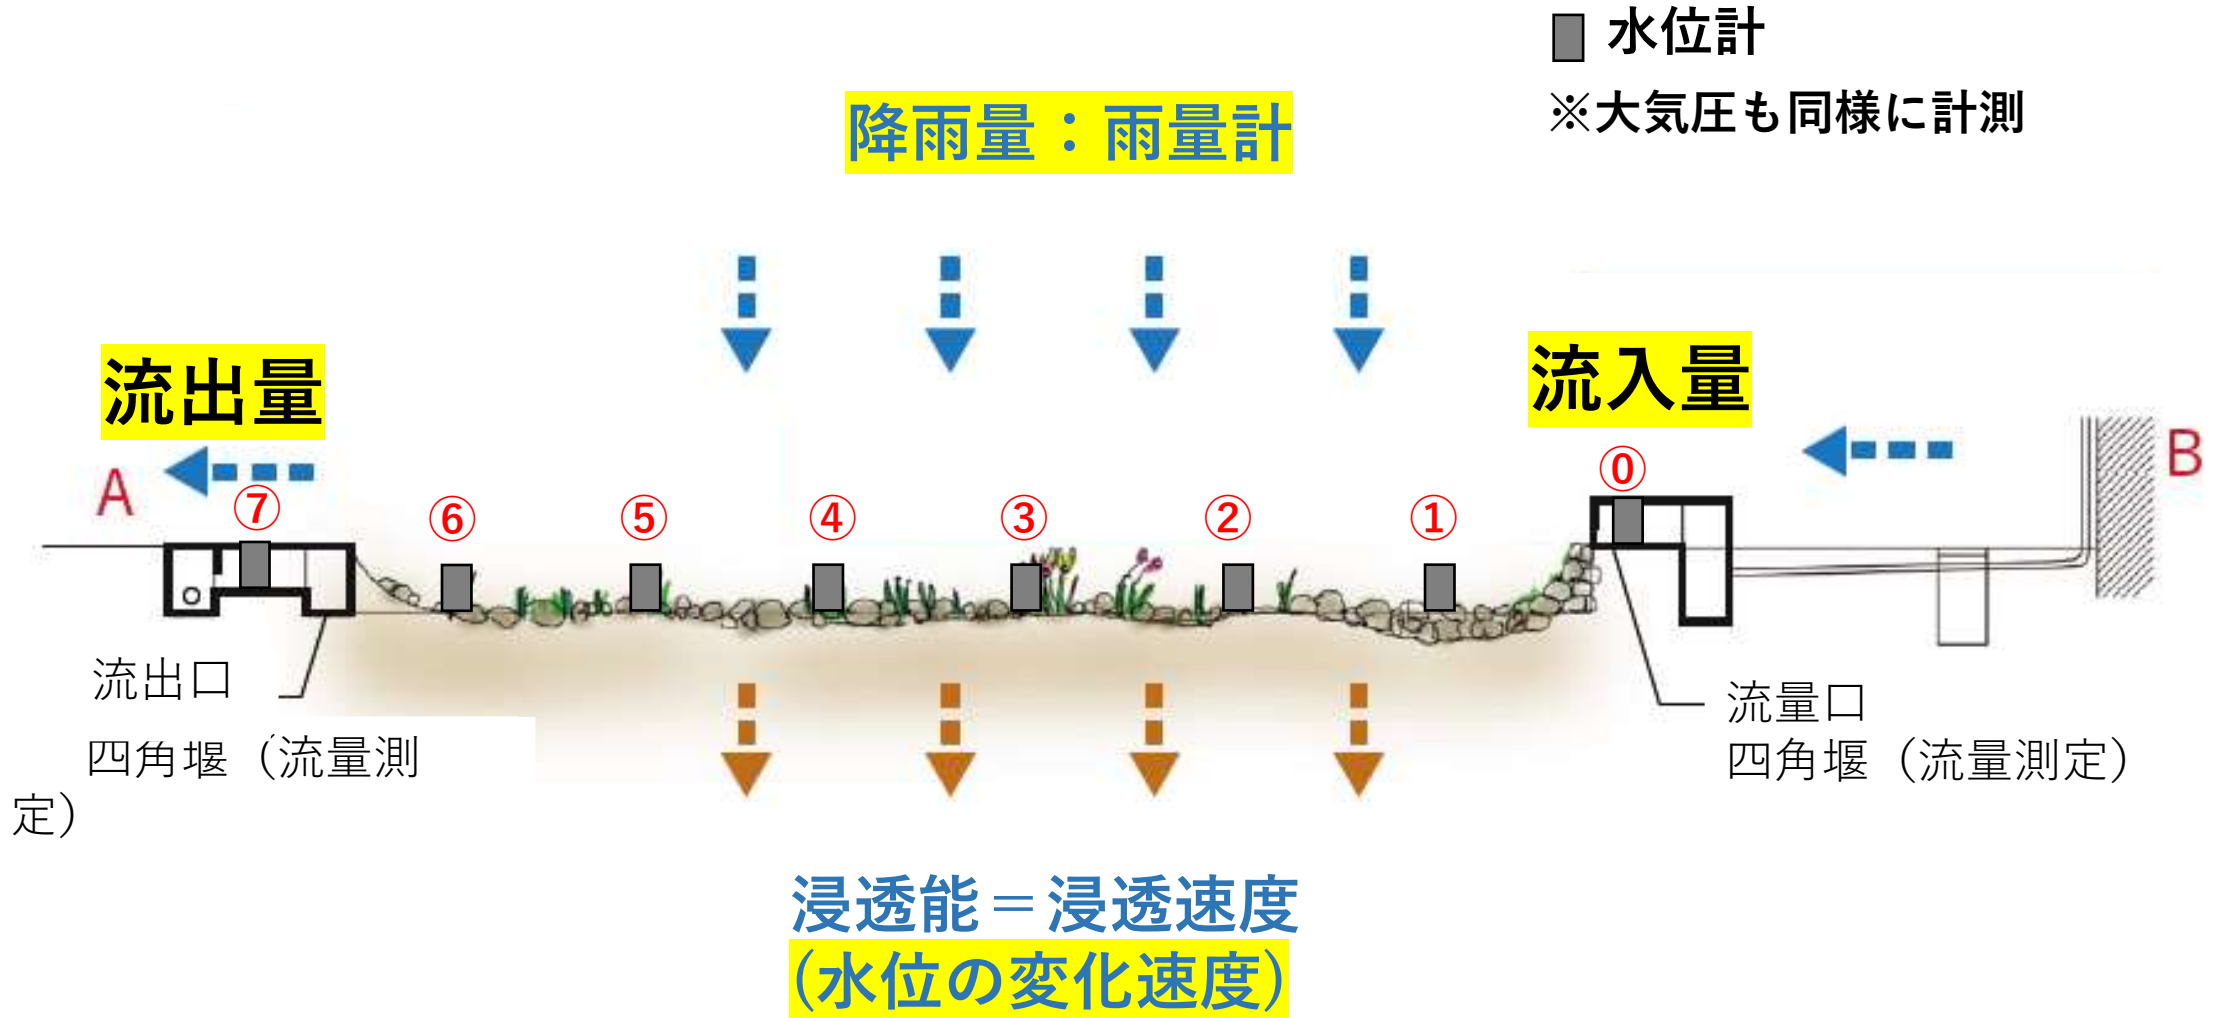 水位計
※大気圧も同様に計測
降雨量：雨量計
流出量
流入量
A
B
⑦
⑥
⑤
④
③
②
①
⓪
流出口
四角堰（流量測
定）
流量口
四角堰（流量測定）
浸透能＝浸透速度
(水位の変化速度)